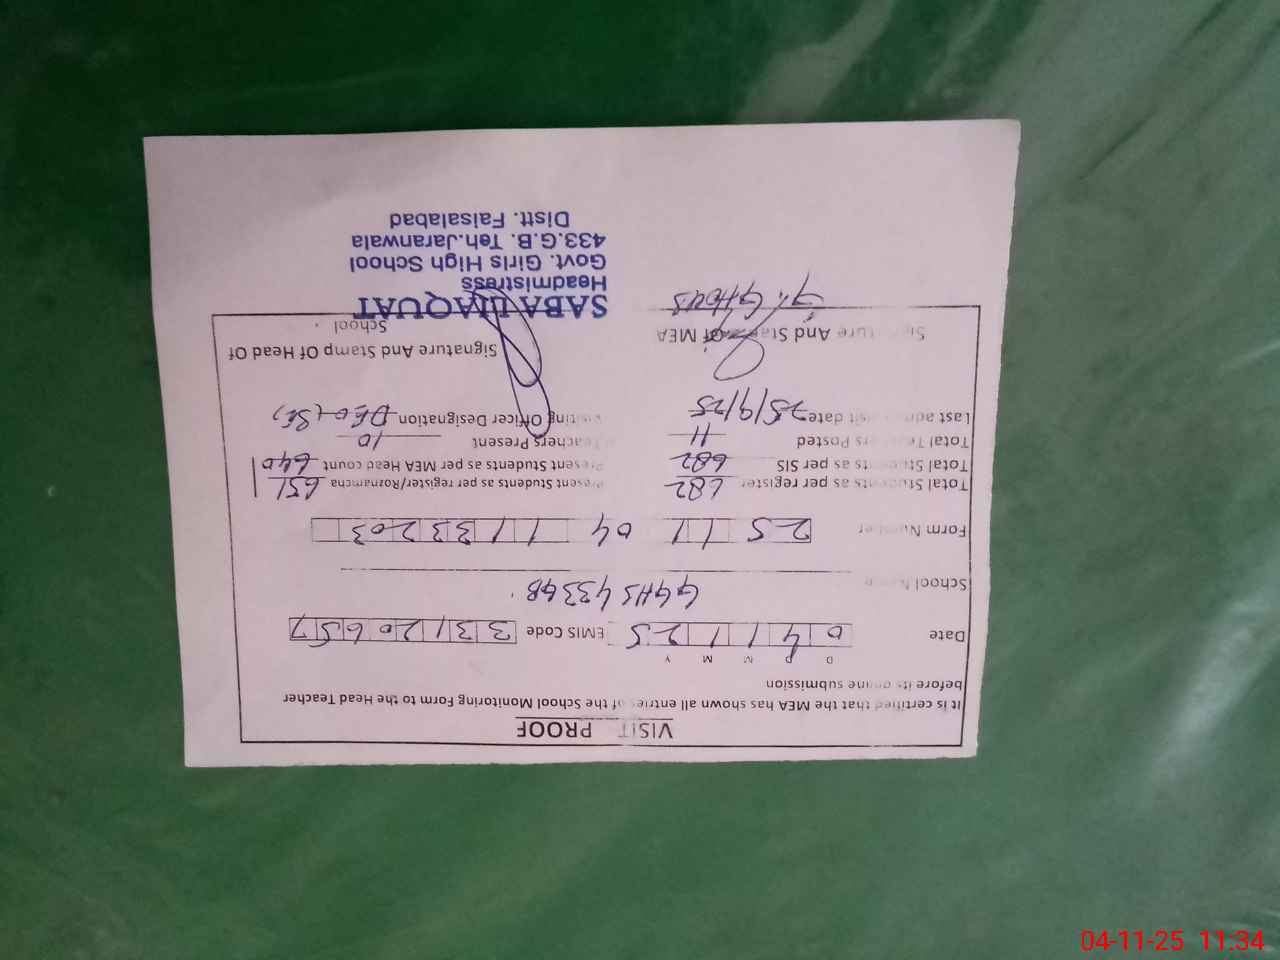 VISIT PROOF
It is certified that the MEA has shown all entries of the School Monitoring Form to the Head Teacher
before its online submission
D D M M Y
Date 0 4 1 1 2 5 EMIS Code 3 3 1 2 0 6 5 7
School Name GGHS 433 GB
Form Number 2 5 1 1 0 4 1 1 3 3 2 0 3
Total Students as per register 682 Present Students as per register/Roznamcha 651
Total Students as per SIS 682 Present Students as per MEA Head count 640
Total Teachers Posted 11 Teachers Present 10
Last admin visit date 25/9/25 Visiting Officer Designation DEO (SE)
Signature And Stamp Of MEA Signature And Stamp Of Head Of
School
GHOUS
SABA LIAQUAT
Headmistress
Govt. Girls High School
433.G.B. Teh.Jaranwala
Distt. Faisalabad
04-11-25 11:34